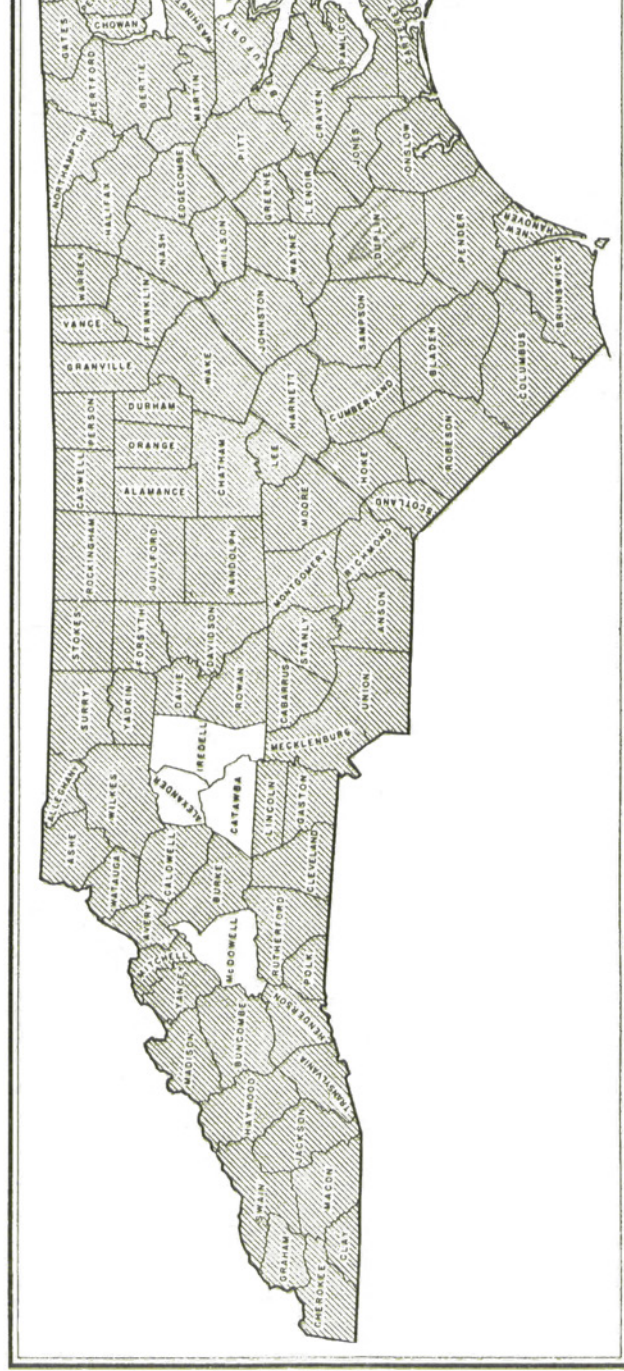 CHEROKEE
GRAHAM
CLAY
SWAIN
MACON
JACKSON
HAYWOOD
TRANSYLVANIA
MADISON
BUNCOMBE
HENDERSON
YANCEY
MITCHELL
AVERY
McDOWELL
RUTHERFORD
POLK
WATAUGA
CALDWELL
BURKE
CLEVELAND
ASHE
ALLEGHANY
WILKES
ALEXANDER
CATAWBA
LINCOLN
GASTON
SURRY
YADKIN
IREDELL
MECKLENBURG
DAVIE
ROWAN
CABARRUS
UNION
STOKES
FORSYTH
DAVIDSON
STANLY
ANSON
ROCKINGHAM
GUILFORD
RANDOLPH
MONTGOMERY
RICHMOND
CASWELL
ALAMANCE
ORANGE
CHATHAM
MOORE
SCOTLAND
PERSON
DURHAM
LEE
HOKE
ROBESON
GRANVILLE
WAKE
HARNETT
CUMBERLAND
BLADEN
COLUMBUS
VANCE
WARREN
FRANKLIN
JOHNSTON
SAMPSON
BRUNSWICK
NORTHAMPTON
HALIFAX
NASH
WILSON
WAYNE
DUPLIN
PENDER
NEW
HANOVER
EDGECOMBE
GREENE
LENOIR
JONES
ONSLOW
GATES
HERTFORD
BERTIE
MARTIN
PITT
CRAVEN
CHOWAN
WASHINGT
B
UFORT
PAMLICO